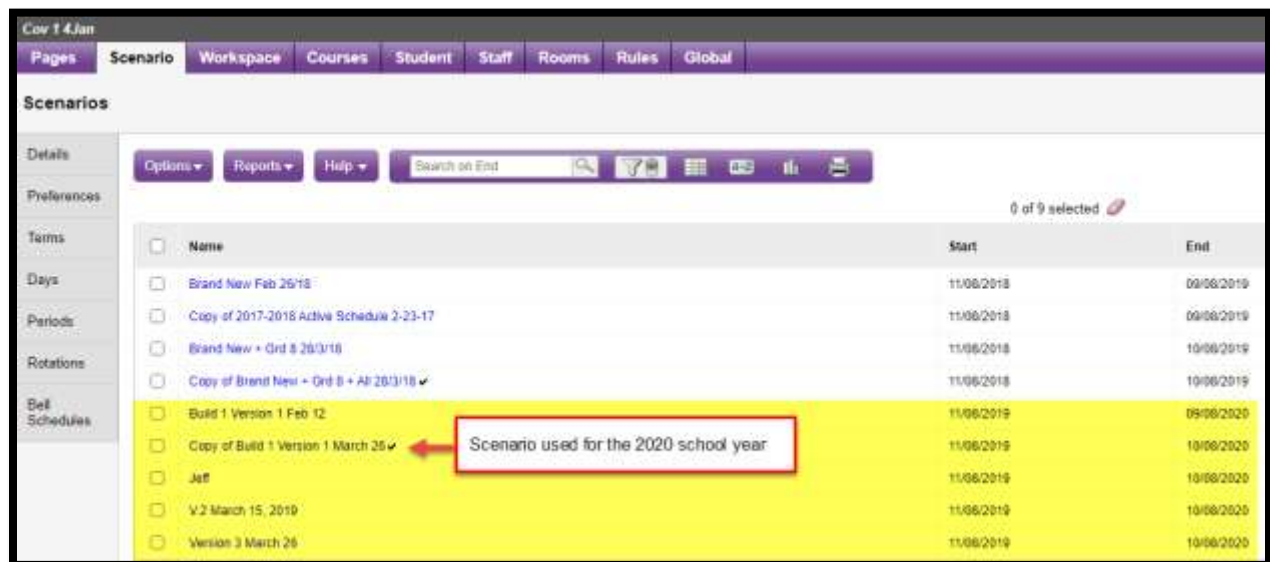 Cov 1 4Jan
Pages Scenario Workspace Courses Student Staff Rooms Rules Global
Scenarios
Details
Preferences
Terms
Days
Periods
Rotations
Bell Schedules
Options Reports Help Search on End
0 of 9 selected
Name Start End
Brand New Feb 26/18 11/08/2018 09/08/2019
Copy of 2017-2018 Active Schedule 2-23-17 11/08/2018 09/08/2019
Brand New + Grd 8 28/3/18 11/08/2018 10/08/2019
Copy of Brand New + Grd 8 + All 28/3/18 ✔ 11/08/2018 10/08/2019
Build 1 Version 1 Feb 12 11/08/2019 09/08/2020
Copy of Build 1 Version 1 March 26 ✔ 11/08/2019 10/08/2020
Scenario used for the 2020 school year
Jeff 11/08/2019 10/08/2020
V.2 March 15, 2019 11/08/2019 10/08/2020
Version 3 March 26 11/08/2019 10/08/2020